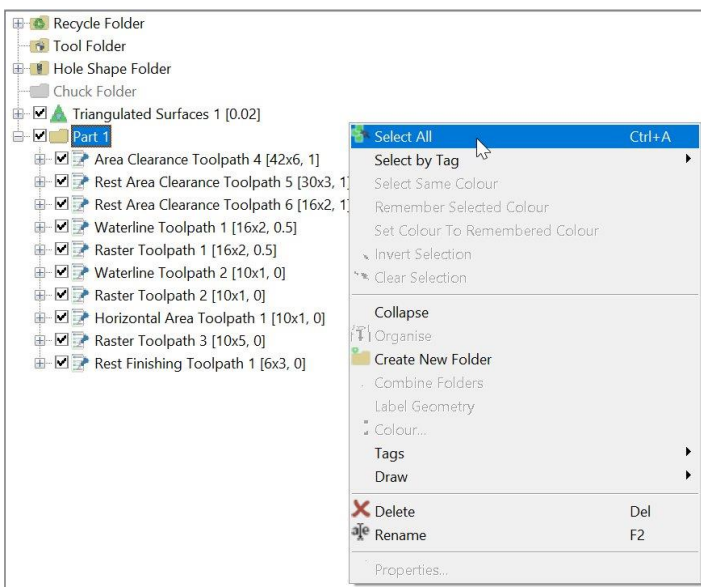 Recycle Folder
Tool Folder
Hole Shape Folder
Chuck Folder
Triangulated Surfaces 1 [0.02]
Part 1
Area Clearance Toolpath 4 [42x6, 1]
Rest Area Clearance Toolpath 5 [30x3, 1]
Rest Area Clearance Toolpath 6 [16x2, 1]
Waterline Toolpath 1 [16x2, 0.5]
Raster Toolpath 1 [16x2, 0.5]
Waterline Toolpath 2 [10x1, 0]
Raster Toolpath 2 [10x1, 0]
Horizontal Area Toolpath 1 [10x1, 0]
Raster Toolpath 3 [10x5, 0]
Rest Finishing Toolpath 1 [6x3, 0]
Select All Ctrl+A
Select by Tag
Select Same Colour
Remember Selected Colour
Set Colour To Remembered Colour
Invert Selection
Clear Selection
Collapse
Organise
Create New Folder
Combine Folders
Label Geometry
Colour...
Tags
Draw
Delete Del
Rename F2
Properties...